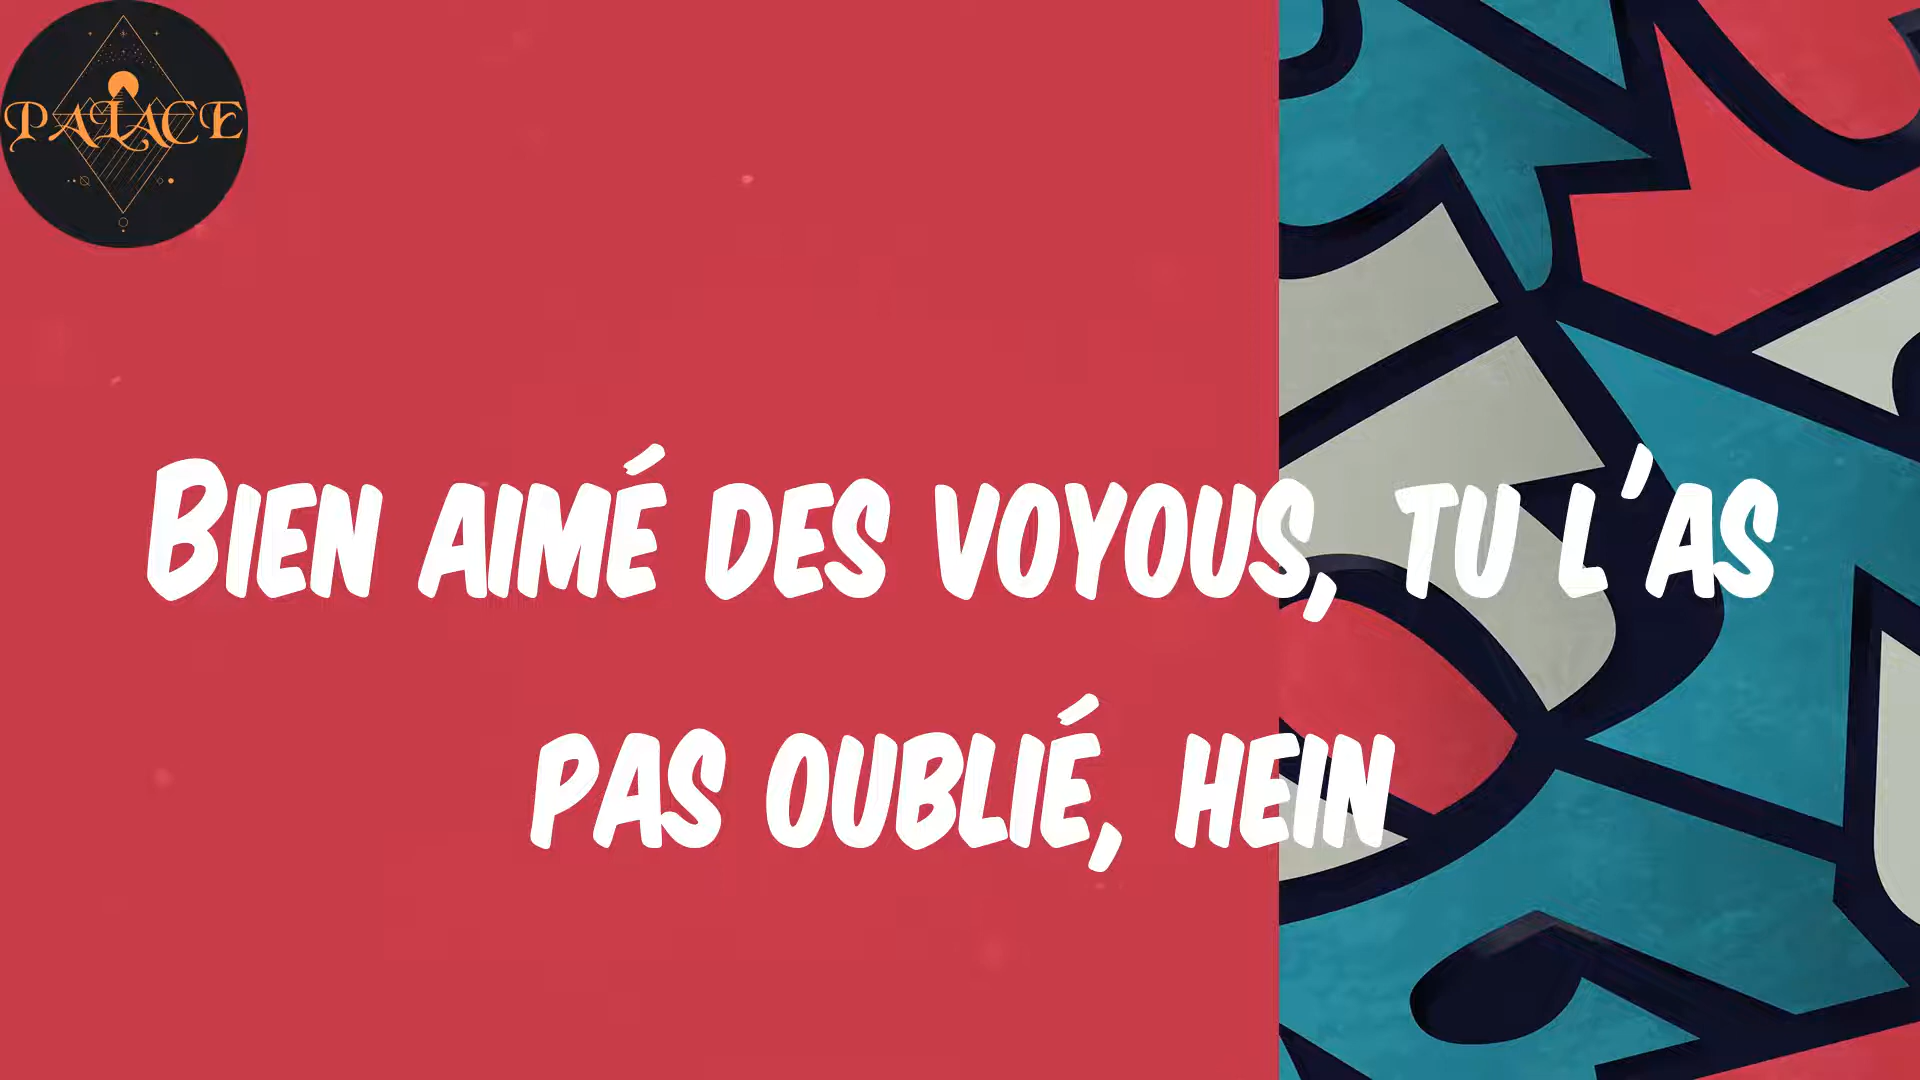 PALACE
Bien aimé des voyous, tu l'as
pas oublié, hein